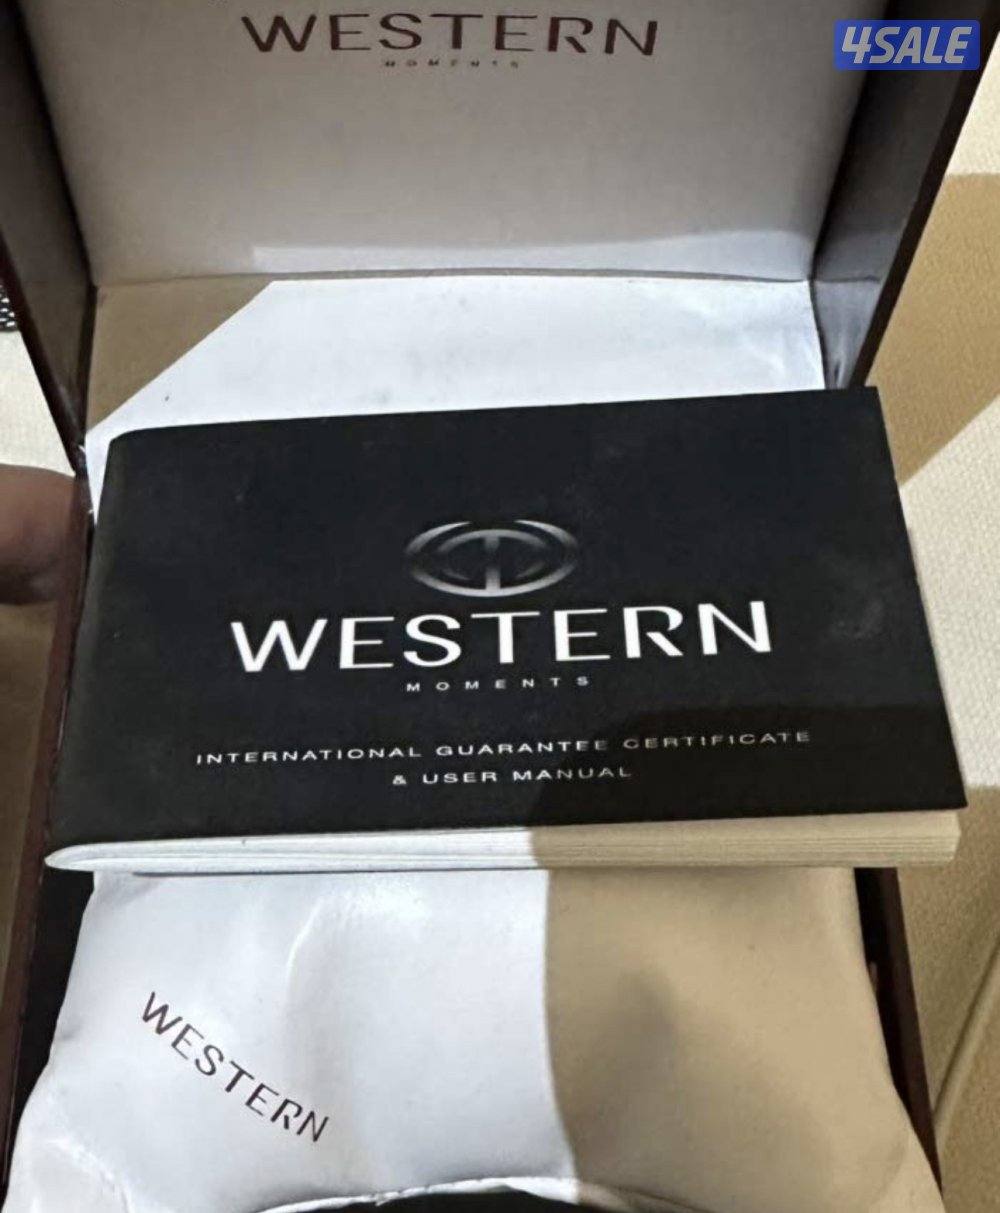 WESTERN
MOMENTS
4SALE
WESTERN
MOMENTS
INTERNATIONAL GUARANTEE CERTIFICATE
& USER MANUAL
WESTERN